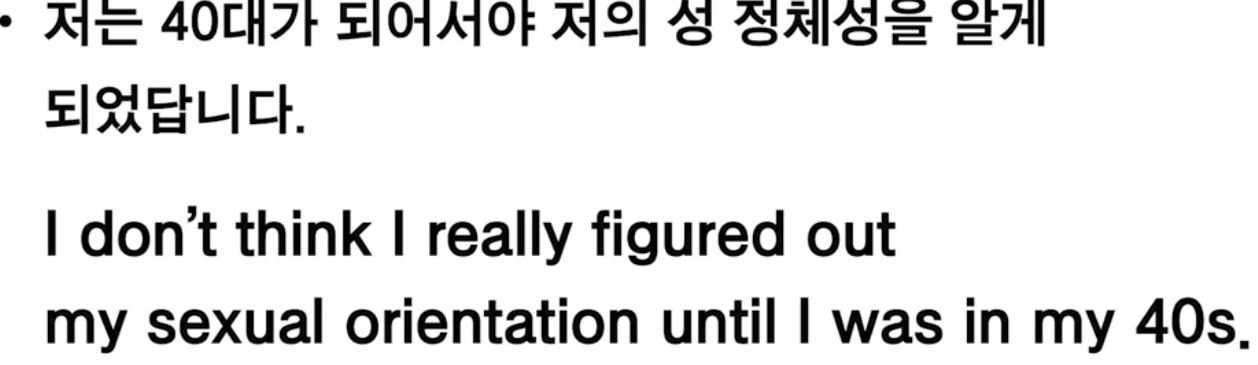 • 저는 40대가 되어서야 저의 성 정체성을 알게
되었답니다.
I don’t think I really figured out
my sexual orientation until I was in my 40s.